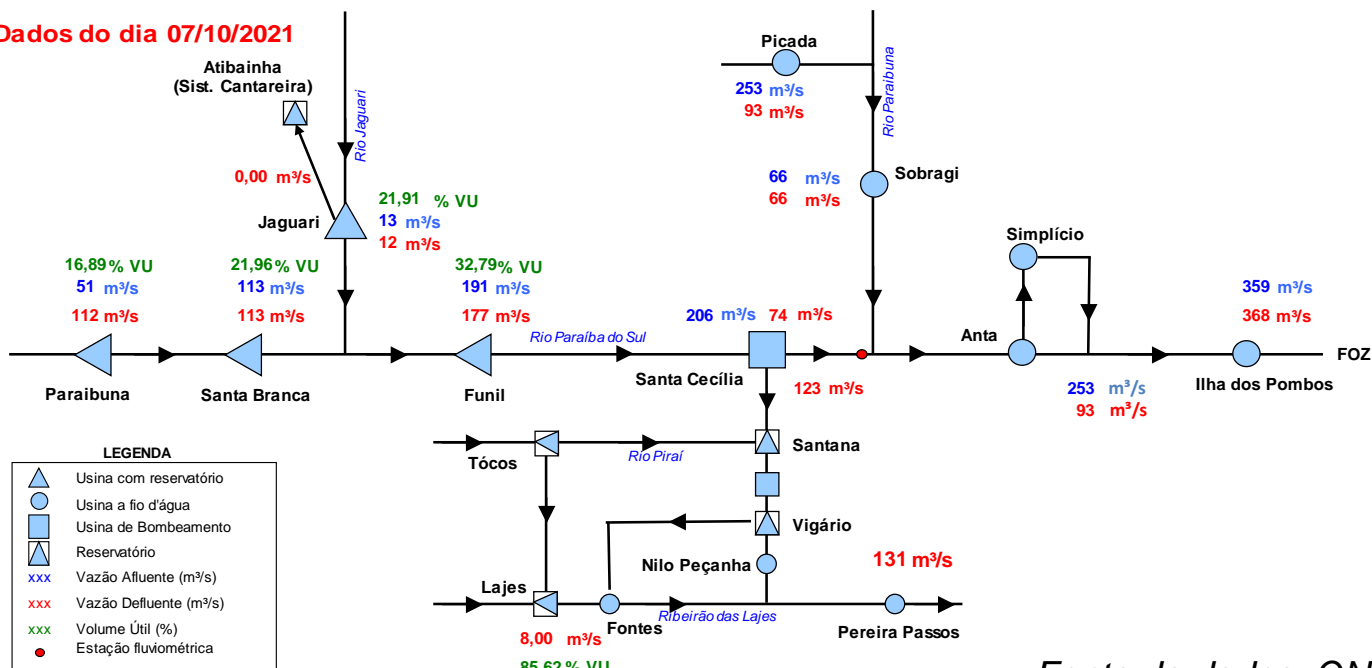 Dados do dia 07/10/2021
Atibainha
(Sist. Cantareira)
Rio Jaguari
0,00 m³/s
Jaguari
21,91 % VU
13 m³/s
12 m³/s
Picada
253 m³/s
93 m³/s
Rio Paraibuna
66 m³/s
66 m³/s
Sobragi
Simplício
16,89 % VU
51 m³/s
112 m³/s
Paraibuna
21,96 % VU
113 m³/s
113 m³/s
Santa Branca
32,79 % VU
191 m³/s
177 m³/s
Funil
Rio Paraíba do Sul
206 m³/s 74 m³/s
Santa Cecília
123 m³/s
Anta
253 m³/s
93 m³/s
359 m³/s
368 m³/s
Ilha dos Pombos
FOZ
Tócos
Rio Piraí
Santana
Vigário
Nilo Peçanha
131 m³/s
Lajes
8,00 m³/s
85,62 % VU
Fontes
Ribeirão das Lajes
Pereira Passos
LEGENDA
Usina com reservatório
Usina a fio d'água
Usina de Bombeamento
Reservatório
xxx Vazão Afluente (m³/s)
xxx Vazão Defluente (m³/s)
xxx Volume Útil (%)
Estação fluviométrica